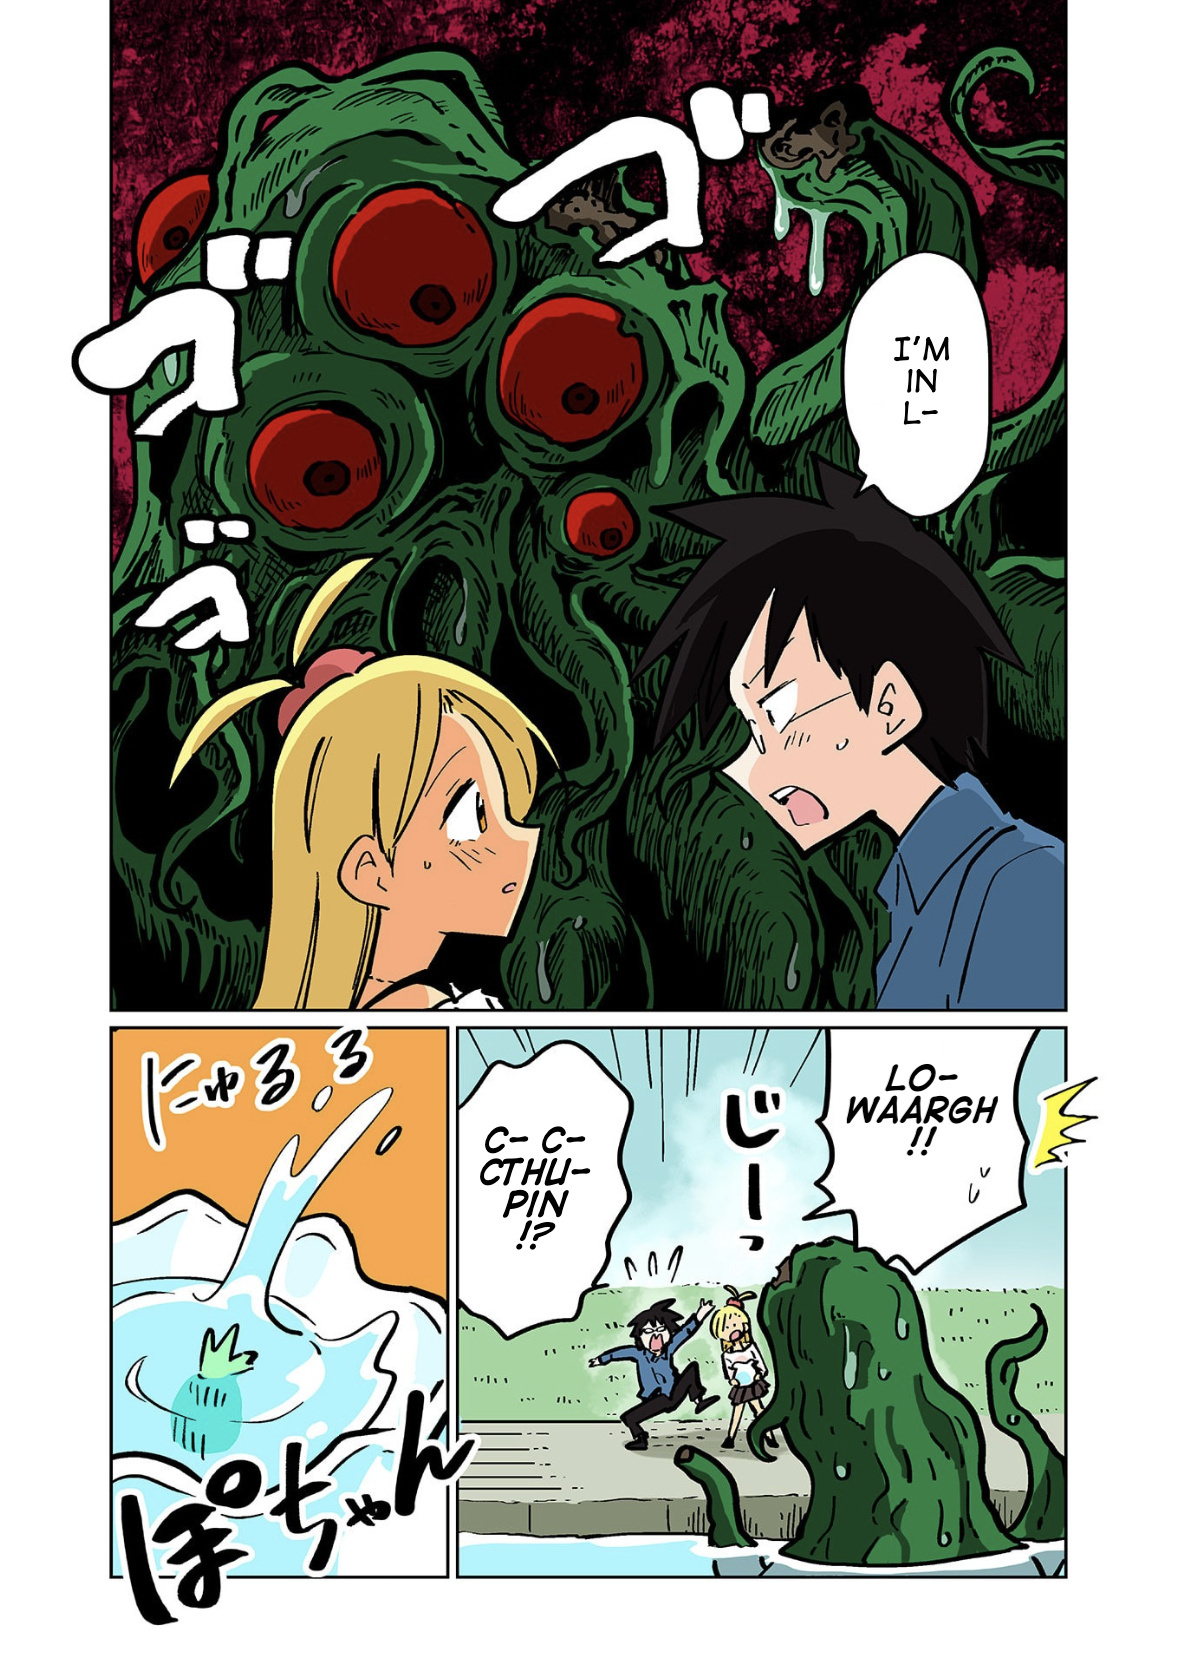 ゴゴ
ゴゴ
I'M
IN
L-
LO-
WAARGH
!!
じーっ
C- C-
CTHU-
PIN
!?
にゅるる
ぽちゃん